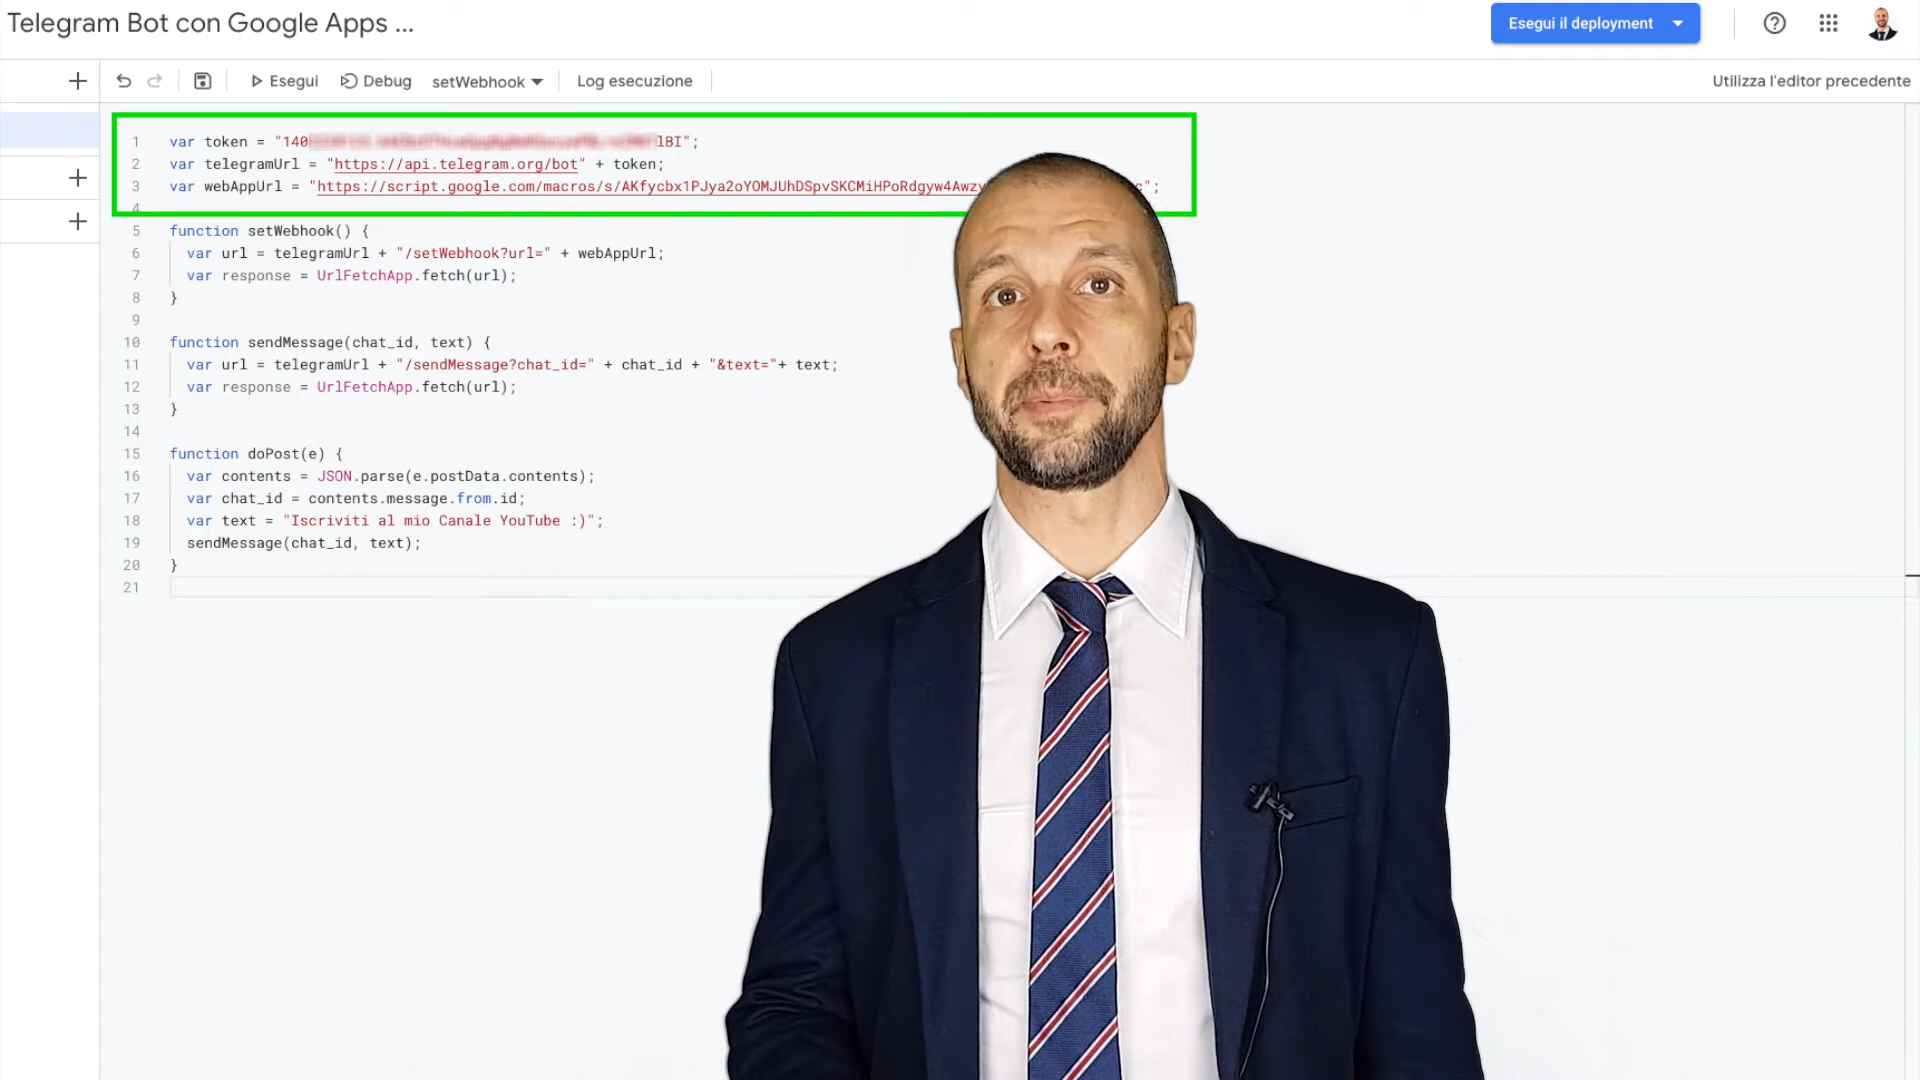 Telegram Bot con Google Apps ...
Esegui il deployment
Esegui
Debug
setWebhook
Log esecuzione
Utilizza l'editor precedente
1 var token = "140 lBI";
2 var telegramUrl = "https://api.telegram.org/bot" + token;
3 var webAppUrl = "https://script.google.com/macros/s/AKfycbx1PJya2oYOMJUhDSpvSKCMiHPoRdgyw4Awzy c";
4
5 function setWebhook() {
6 var url = telegramUrl + "/setWebhook?url=" + webAppUrl;
7 var response = UrlFetchApp.fetch(url);
8 }
9
10 function sendMessage(chat_id, text) {
11 var url = telegramUrl + "/sendMessage?chat_id=" + chat_id + "&text="+ text;
12 var response = UrlFetchApp.fetch(url);
13 }
14
15 function doPost(e) {
16 var contents = JSON.parse(e.postData.contents);
17 var chat_id = contents.message.from.id;
18 var text = "Iscriviti al mio Canale YouTube :)";
19 sendMessage(chat_id, text);
20 }
21